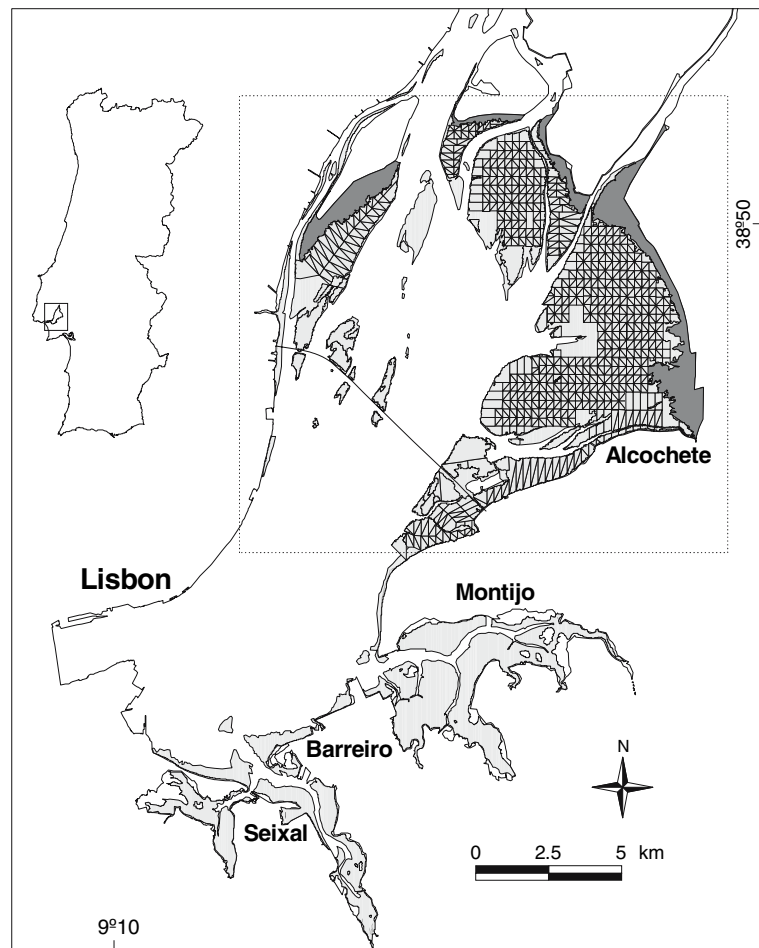 38º50
Alcochete
Lisbon
Montijo
Barreiro
N
Seixal
0 2.5 5 km
9º10